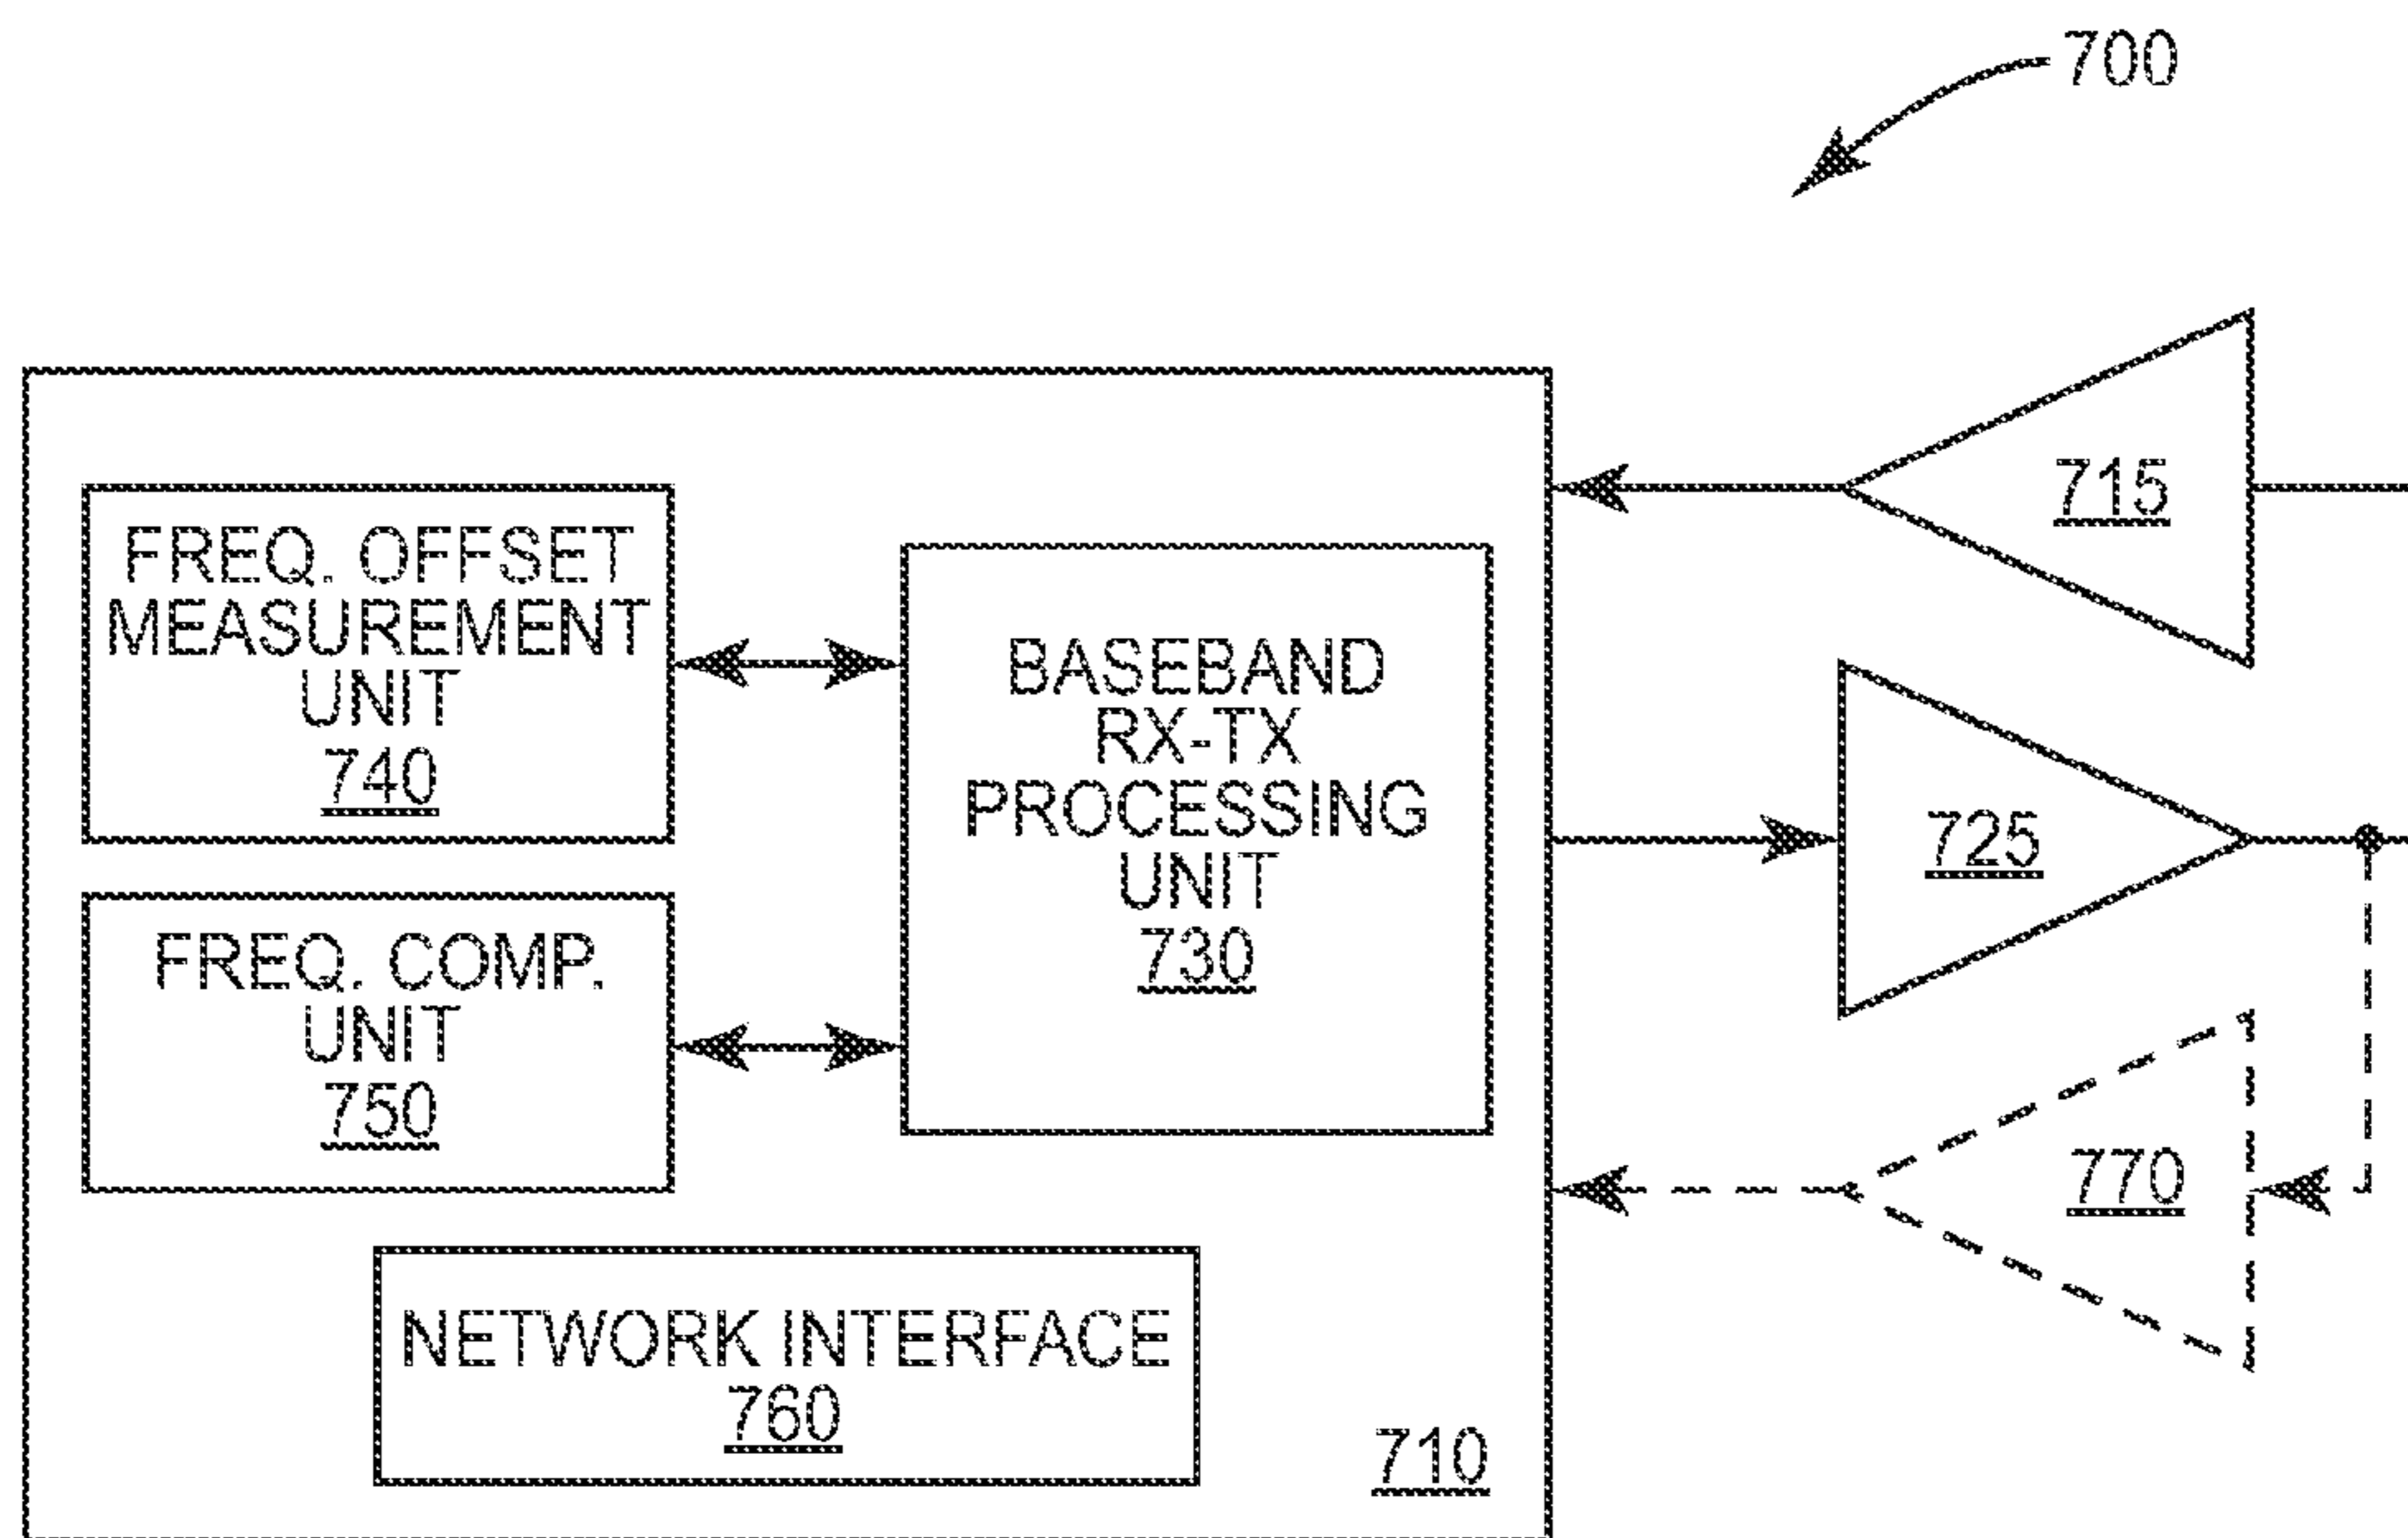 700
715
FREQ. OFFSET
MEASUREMENT
UNIT
740
BASEBAND
RX-TX
PROCESSING
UNIT
730
725
FREQ. COMP.
UNIT
750
770
NETWORK INTERFACE
760
710